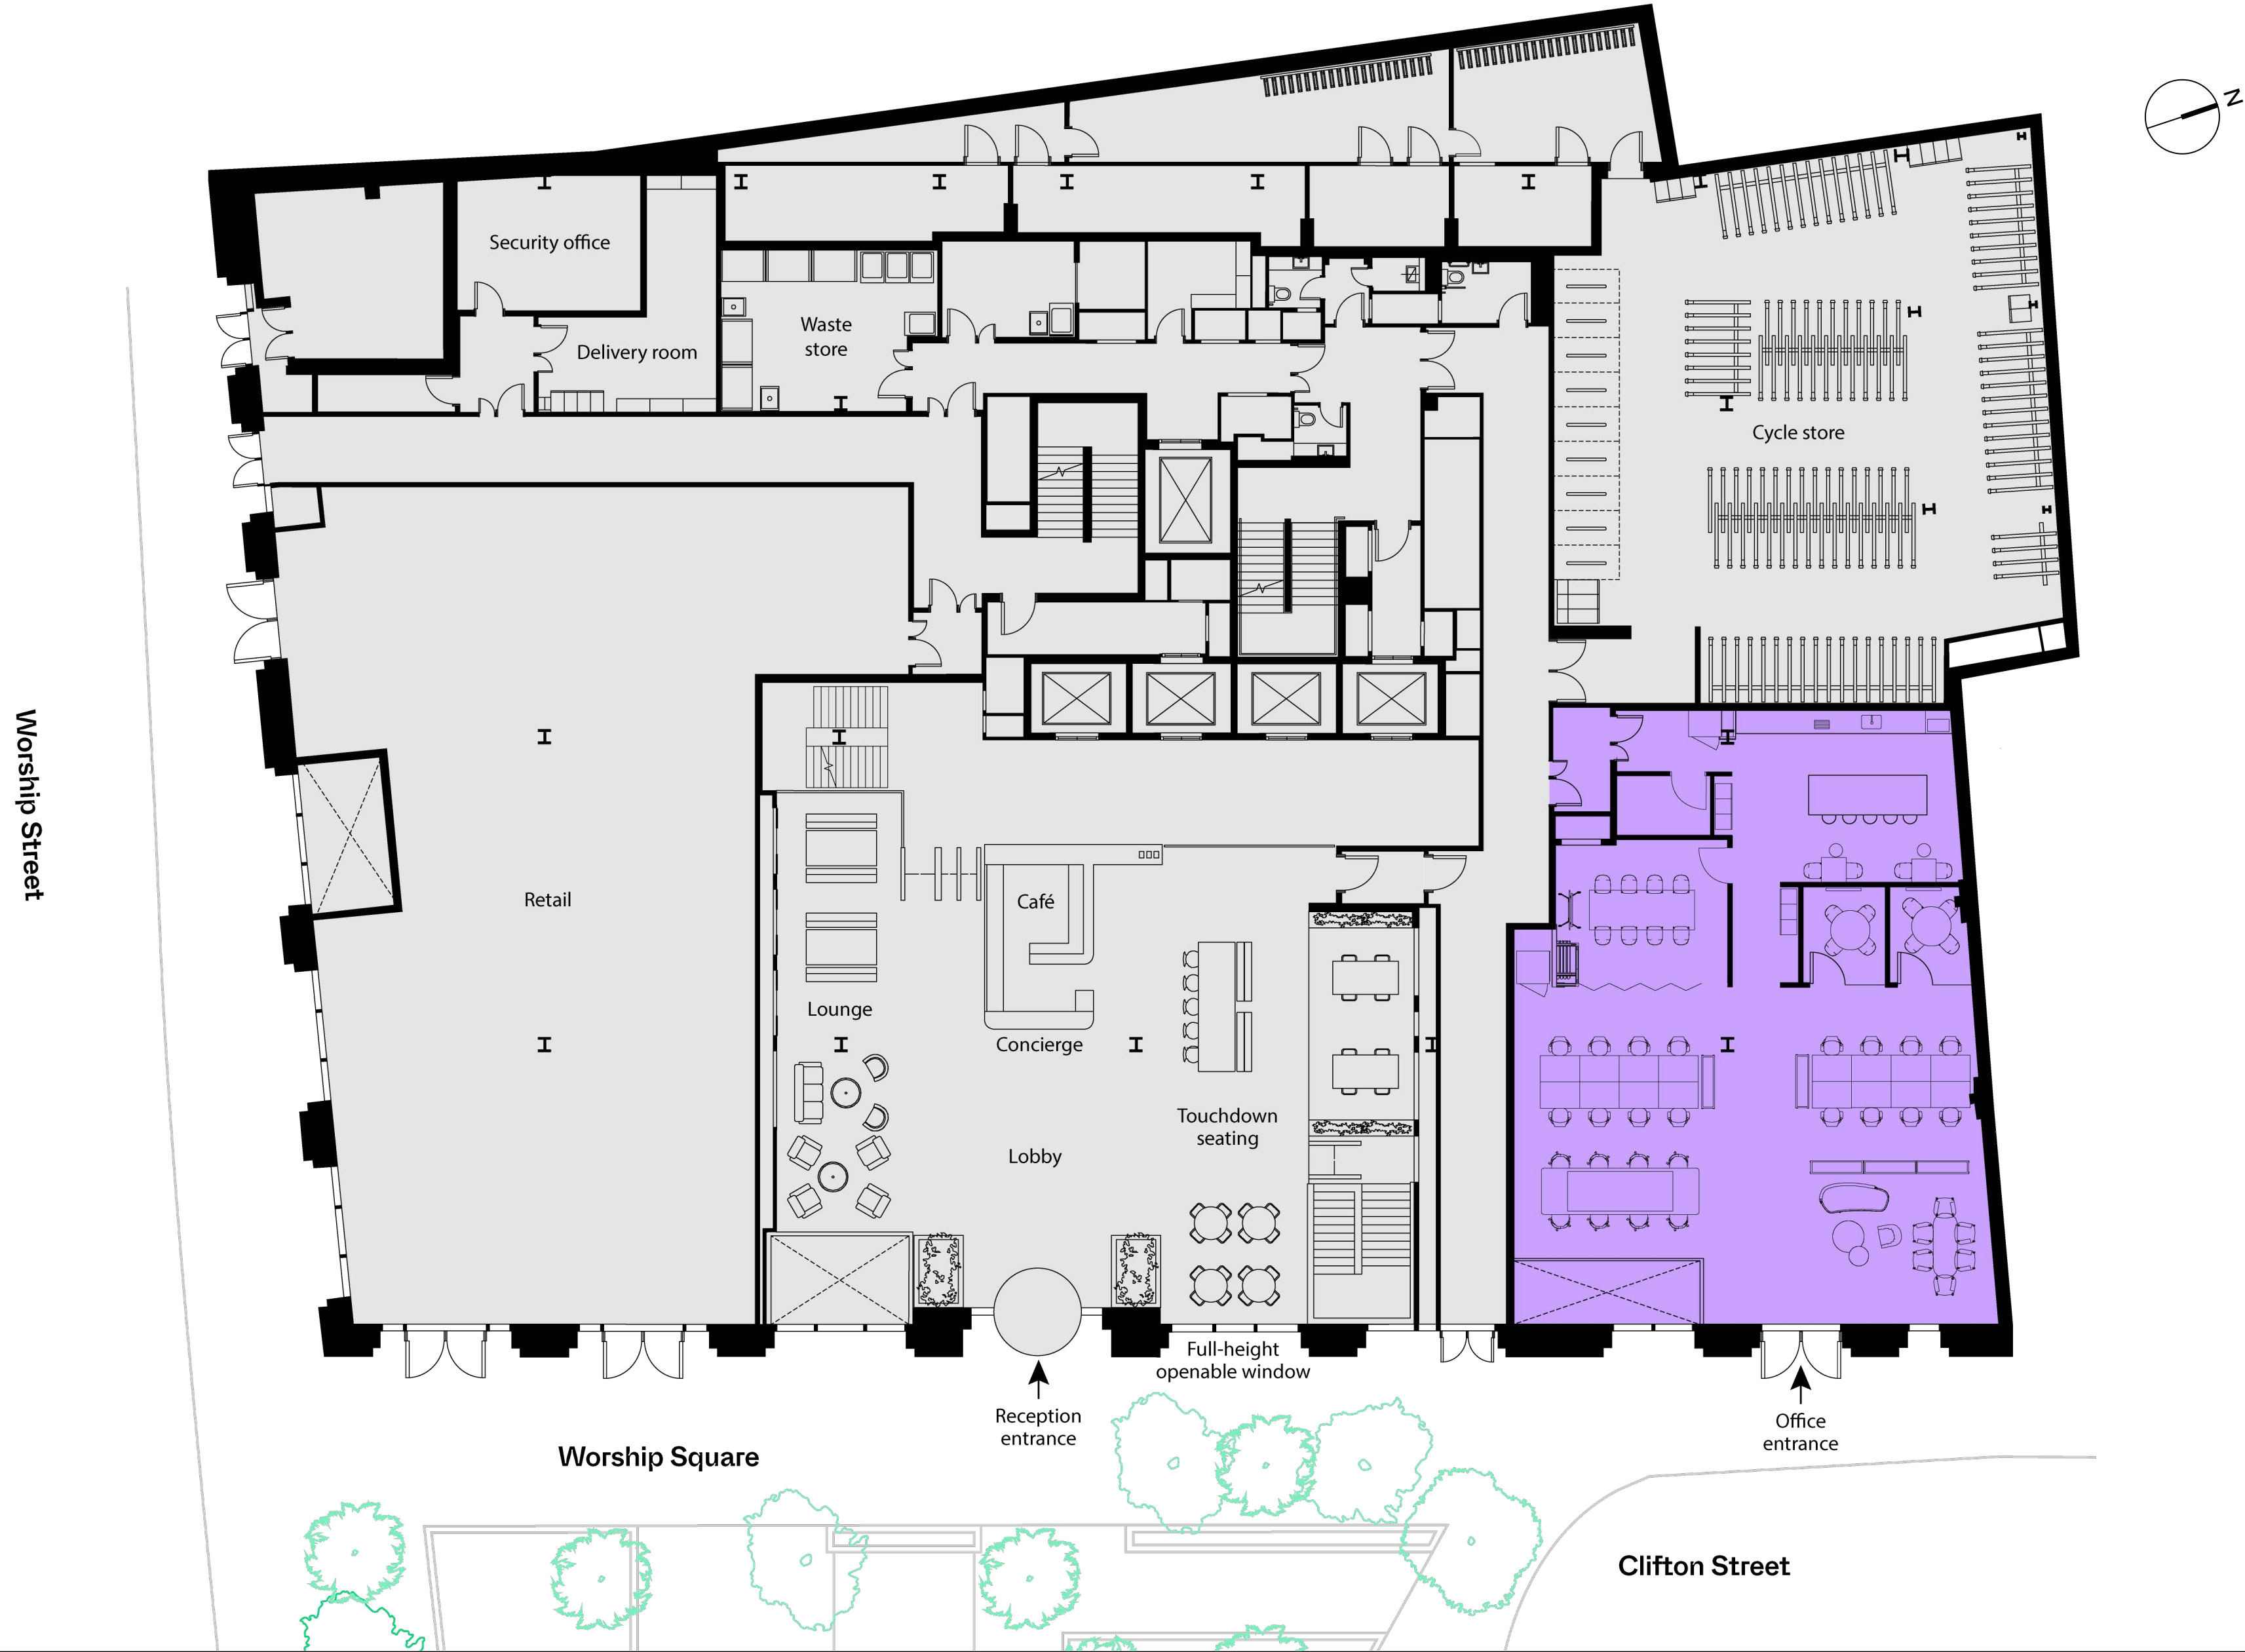 N
Security office
Waste
store
Delivery room
Cycle store
Worship Street
Retail
Café
Lounge
Concierge
Touchdown
seating
Lobby
Full-height
openable window
Reception
entrance
Office
entrance
Worship Square
Clifton Street